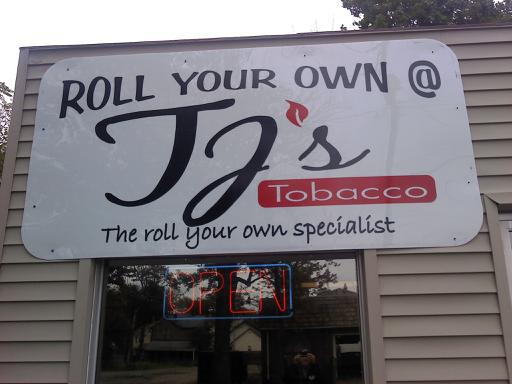 ROLL YOUR OWN @
TJ's
Tobacco
The roll your own specialist
OPEN